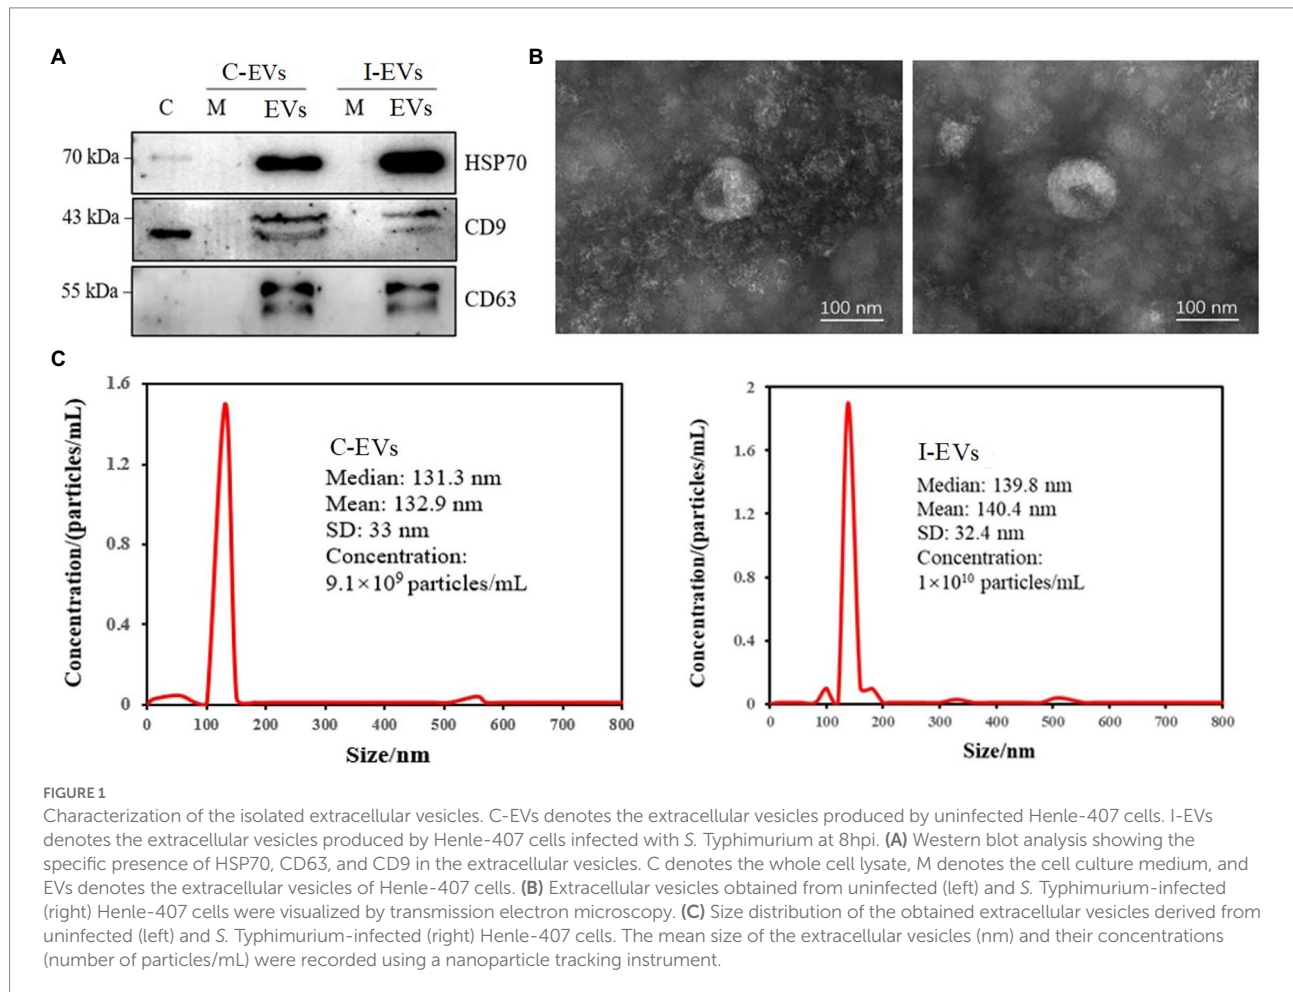 A
C-EVs
I-EVs
C
M
EVs
M
EVs
70 kDa
HSP70
43 kDa
CD9
55 kDa
CD63
B
100 nm
100 nm
C
1.6
1.2
0.8
0.4
0
0
100
200
300
400
500
600
700
800
Concentration/(particles/mL)
Size/nm
C-EVs
Median: 131.3 nm
Mean: 132.9 nm
SD: 33 nm
Concentration:
9.1×10⁹ particles/mL
2
1.6
1.2
0.8
0.4
0
0
100
200
300
400
500
600
700
800
Concentration/(particles/mL)
Size/nm
I-EVs
Median: 139.8 nm
Mean: 140.4 nm
SD: 32.4 nm
Concentration:
1×10¹⁰ particles/mL
FIGURE 1
Characterization of the isolated extracellular vesicles. C-EVs denotes the extracellular vesicles produced by uninfected Henle-407 cells. I-EVs
denotes the extracellular vesicles produced by Henle-407 cells infected with S. Typhimurium at 8hpi. (A) Western blot analysis showing the
specific presence of HSP70, CD63, and CD9 in the extracellular vesicles. C denotes the whole cell lysate, M denotes the cell culture medium, and
EVs denotes the extracellular vesicles of Henle-407 cells. (B) Extracellular vesicles obtained from uninfected (left) and S. Typhimurium-infected
(right) Henle-407 cells were visualized by transmission electron microscopy. (C) Size distribution of the obtained extracellular vesicles derived from
uninfected (left) and S. Typhimurium-infected (right) Henle-407 cells. The mean size of the extracellular vesicles (nm) and their concentrations
(number of particles/mL) were recorded using a nanoparticle tracking instrument.